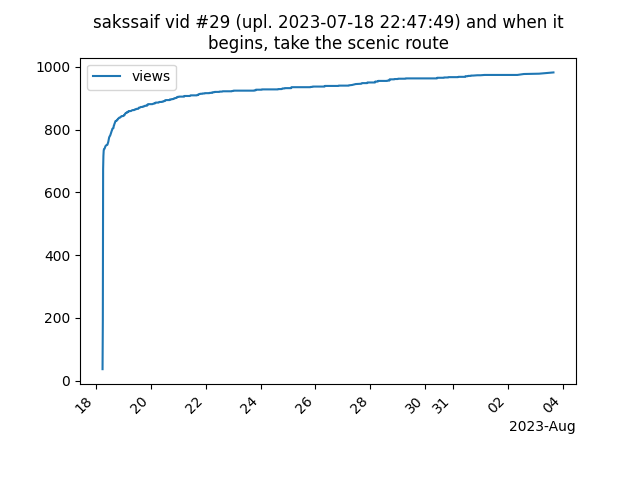 sakssaif vid #29 (upl. 2023-07-18 22:47:49) and when it
begins, take the scenic route
views
1000
800
600
400
200
0
18 20 22 24 26 28 30 31 02 04
2023-Aug